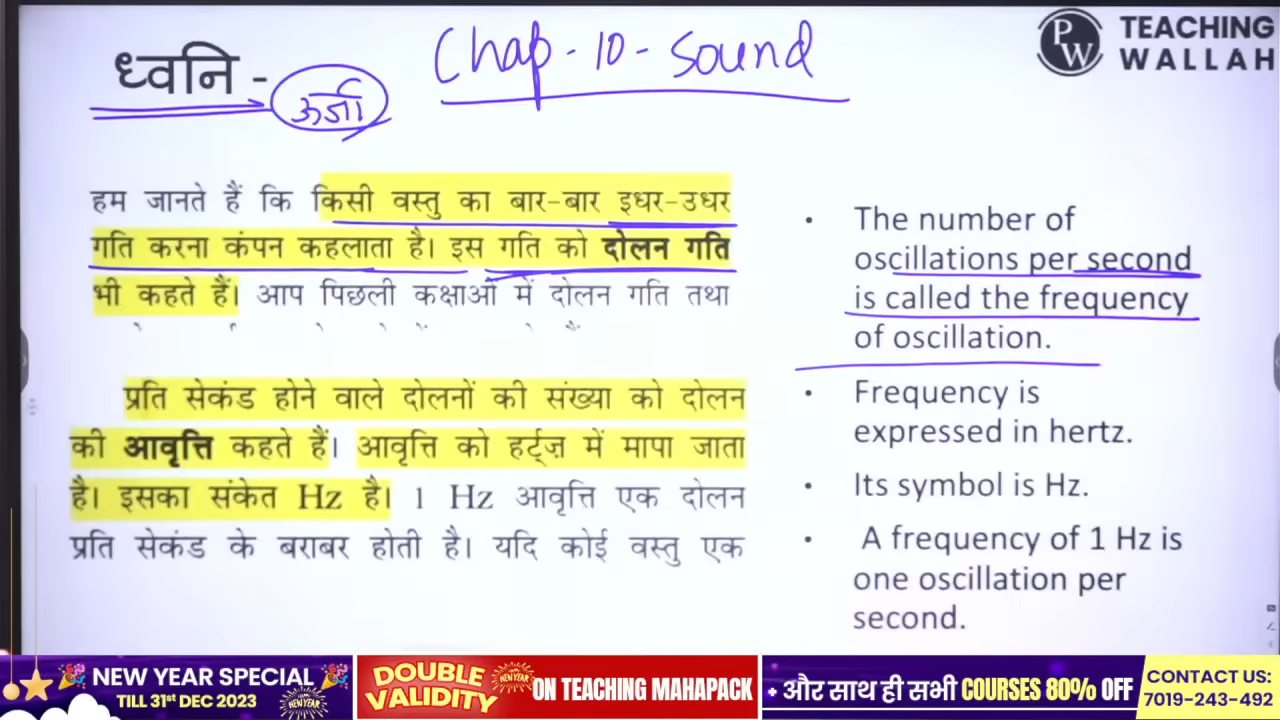 ध्वनि -
ऊर्जा
Chap - 10 - Sound
PW
TEACHING
WALLAH
हम जानते हैं कि किसी वस्तु का बार-बार इधर-उधर
गति करना कंपन कहलाता है। इस गति को दोलन गति
भी कहते हैं। आप पिछली कक्षाओं में दोलन गति तथा
प्रति सेकंड होने वाले दोलनों की संख्या को दोलन
की आवृत्ति कहते हैं। आवृत्ति को हर्ट्ज़ में मापा जाता
है। इसका संकेत Hz है। 1 Hz आवृत्ति एक दोलन
प्रति सेकंड के बराबर होती है। यदि कोई वस्तु एक
• The number of
oscillations per second
is called the frequency
of oscillation.
• Frequency is
expressed in hertz.
• Its symbol is Hz.
• A frequency of 1 Hz is
one oscillation per
second.
NEW YEAR SPECIAL
TILL 31st DEC 2023
HAPPY NEW YEAR
DOUBLE
VALIDITY
ON TEACHING MAHAPACK
+ और साथ ही सभी COURSES 80% OFF
CONTACT US:
7019-243-492